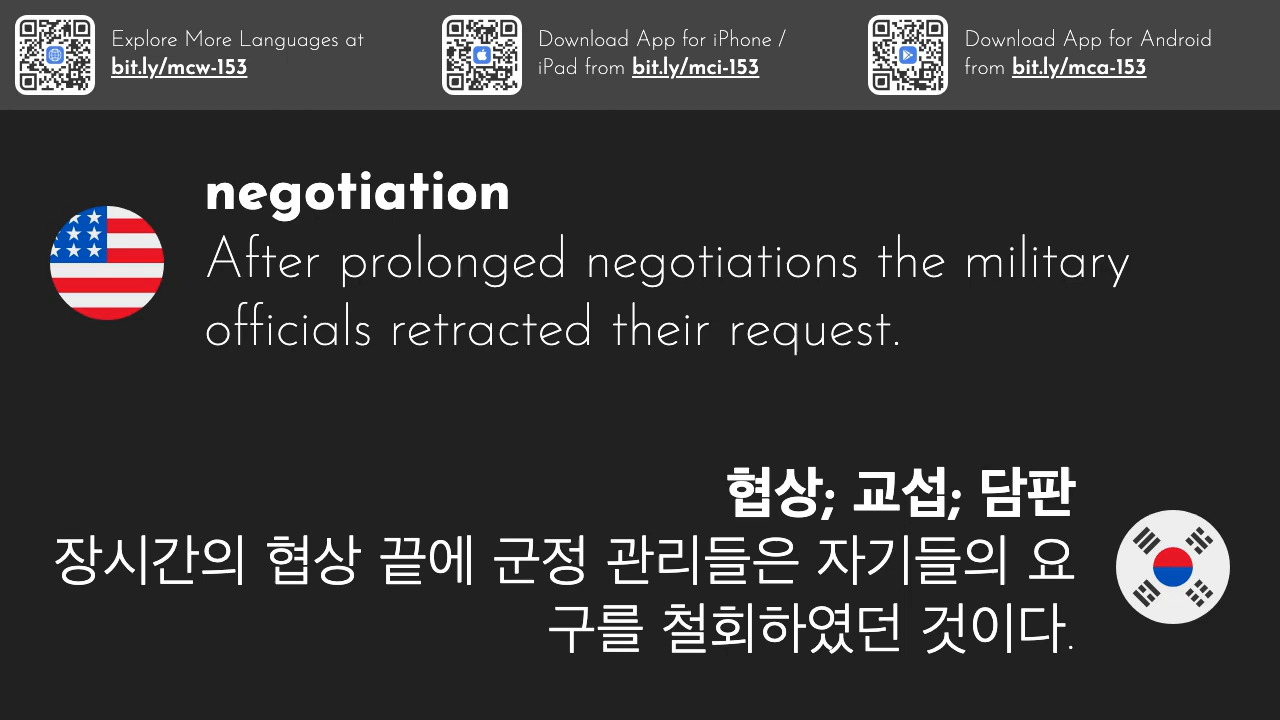 Explore More Languages at
bit.ly/mcw-153
Download App for iPhone /
iPad from bit.ly/mci-153
Download App for Android
from bit.ly/mca-153
negotiation
After prolonged negotiations the military
officials retracted their request.
협상; 교섭; 담판
장시간의 협상 끝에 군정 관리들은 자기들의 요
구를 철회하였던 것이다.